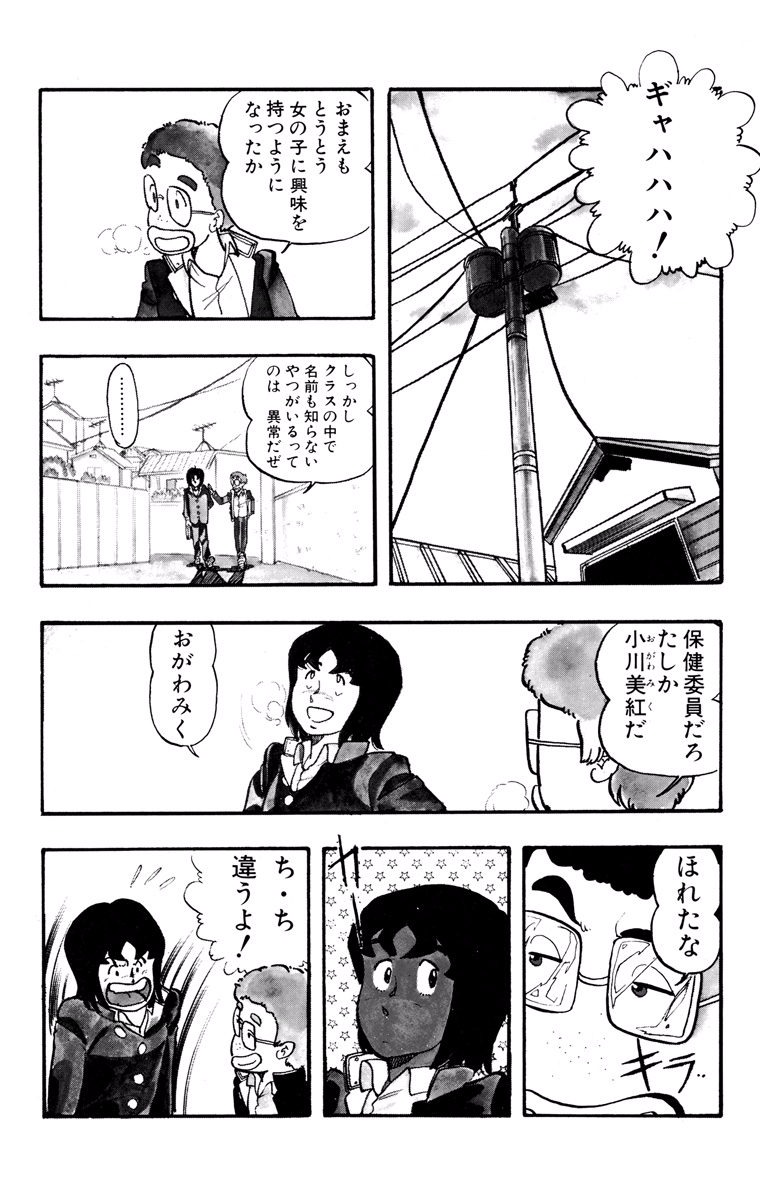 ギャハハハ！
おまえも
とうとう
女の子に興味を
持つように
なったか
しっかし
クラスの中で
名前も知らない
やつがいるって
のは　異常だぜ
………
保健委員だろ
たしか
小川美紅だ
おがわみく
おがわみく
ほれたな
キラ‥
カーッ
ち・ち
違うよ！